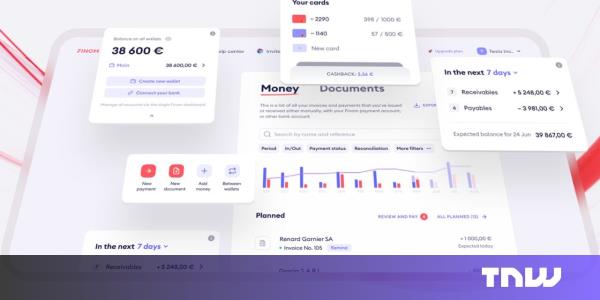 Balance on all wallets
38 600 €
Main 38 600,00 €
Create new wallet
Connect your bank
Manage all accounts via the single Finom dashboard
Your cards
~ 2290 398 / 1000 €
~ 1140 57 / 500 €
New card
CASHBACK: 5,56 €
FINOM
help center
Invite
Upgrade plan
Tesla Inc..
In the next 7 days
7 Receivables + 5 248,00 €
6 Payables - 3 981,00 €
Expected balance for 24 Jun 39 867,00 €
Money Documents
This is a list of all your invoices and payments that you've issued
or received either manually, with your Finom payment account,
or other bank account
Search by name and reference
Period In/Out Payment status Reconciliation More filters
New payment
New document
Add money
Between wallets
Planned REVIEW AND PAY 4 ALL PLANNED (13)
Renard Garnier SA + 1 000,00 €
Invoice No. 105 Remind Expected today
In the next 7 days
7 Receivables + 5 248,00 €
TNW